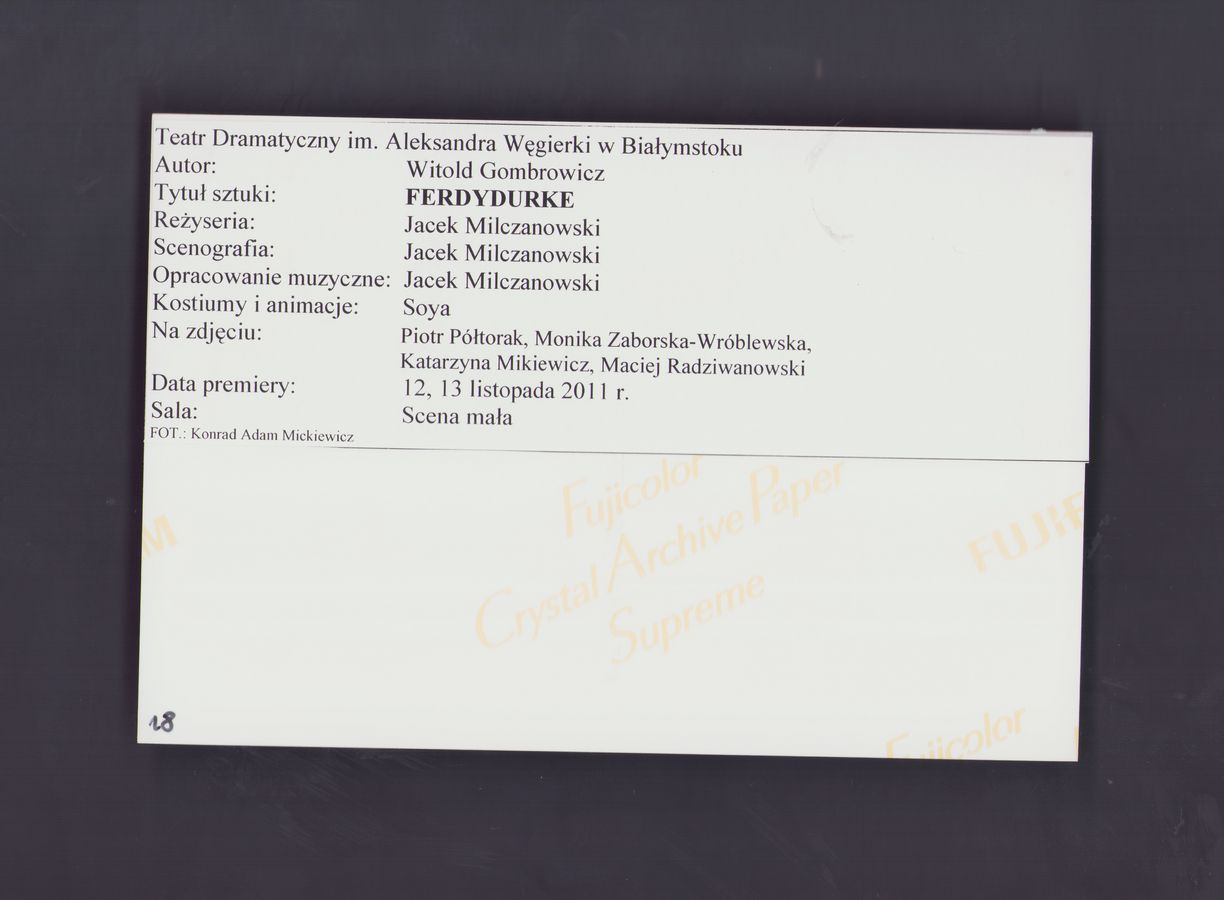 Teatr Dramatyczny im. Aleksandra Węgierki w Białymstoku
Autor: Witold Gombrowicz
Tytuł sztuki: FERDYDURKE
Reżyseria: Jacek Milczanowski
Scenografia: Jacek Milczanowski
Opracowanie muzyczne: Jacek Milczanowski
Kostiumy i animacje: Soya
Na zdjęciu: Piotr Półtorak, Monika Zaborska-Wróblewska,
Katarzyna Mikiewicz, Maciej Radziwanowski
Data premiery: 12, 13 listopada 2011 r.
Sala: Scena mała
FOT.: Konrad Adam Mickiewicz
Fujicolor
Crystal Archive Paper
Supreme
M
FUJIF
Fujicolor
18